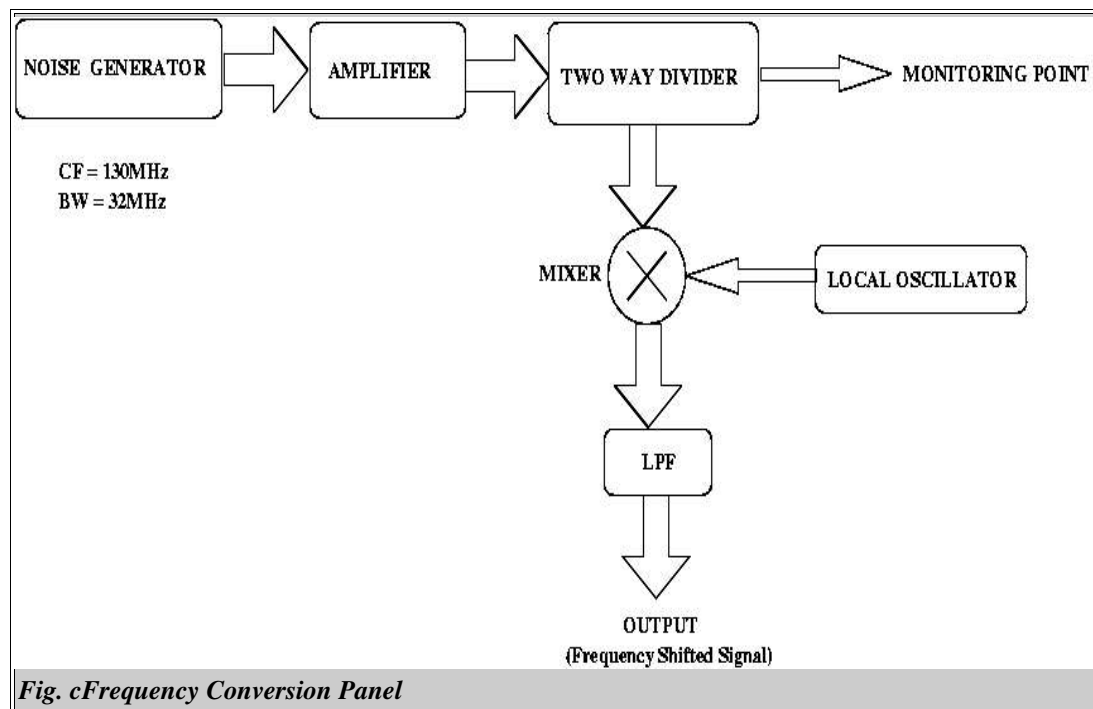 NOISE GENERATOR
AMPLIFIER
TWO WAY DIVIDER
MONITORING POINT
CF = 130MHz
BW = 32MHz
MIXER
LOCAL OSCILLATOR
LPF
OUTPUT
(Frequency Shifted Signal)
Fig. cFrequency Conversion Panel